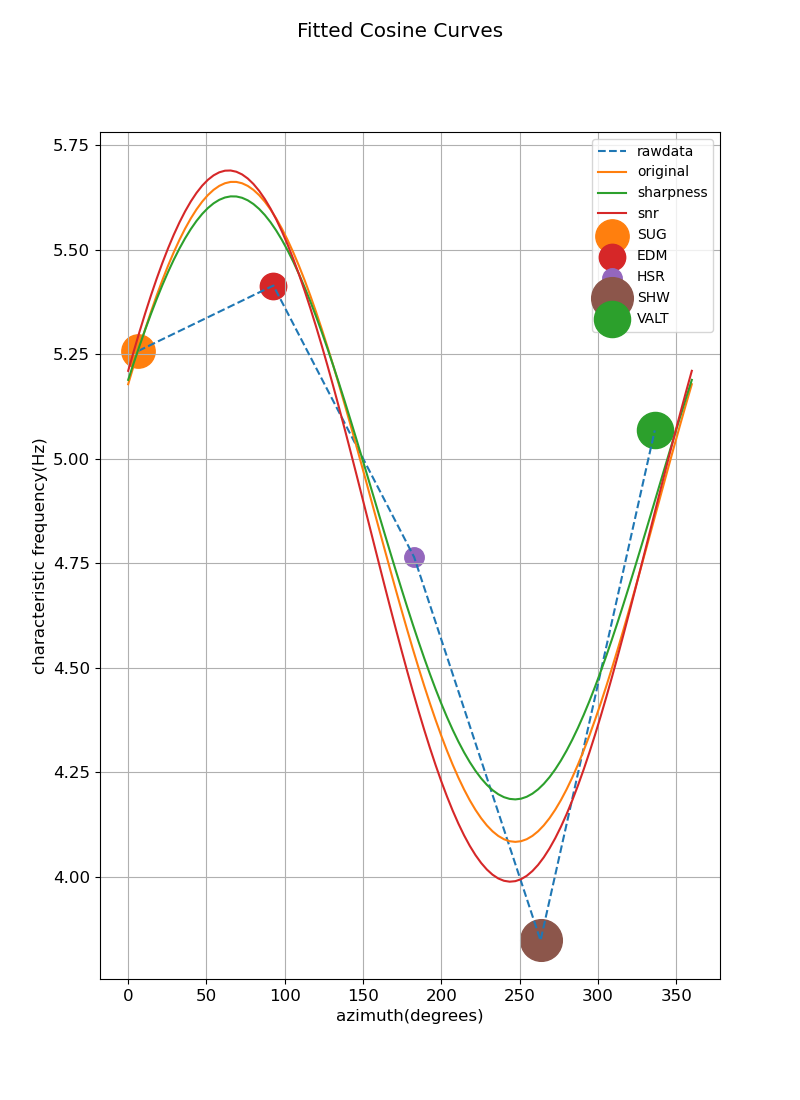 Fitted Cosine Curves
5.75
5.50
5.25
5.00
4.75
4.50
4.25
4.00
characteristic frequency(Hz)
rawdata
original
sharpness
snr
SUG
EDM
HSR
SHW
VALT
0 50 100 150 200 250 300 350
azimuth(degrees)